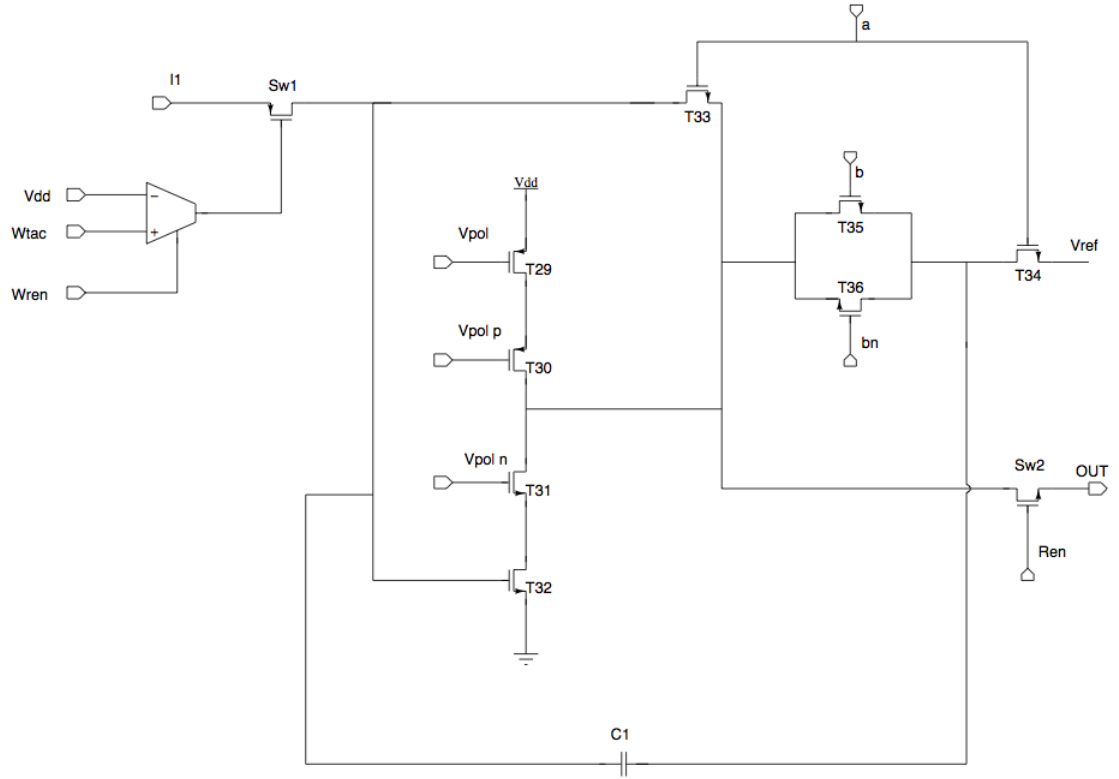 a
I1
Sw1
T33
b
Vdd
−
Wtac
+
Vdd
T35
Vpol
T29
T36
T34
Vref
Wren
Vpol p
T30
bn
Vpol n
T31
Sw2
OUT
T32
Ren
C1